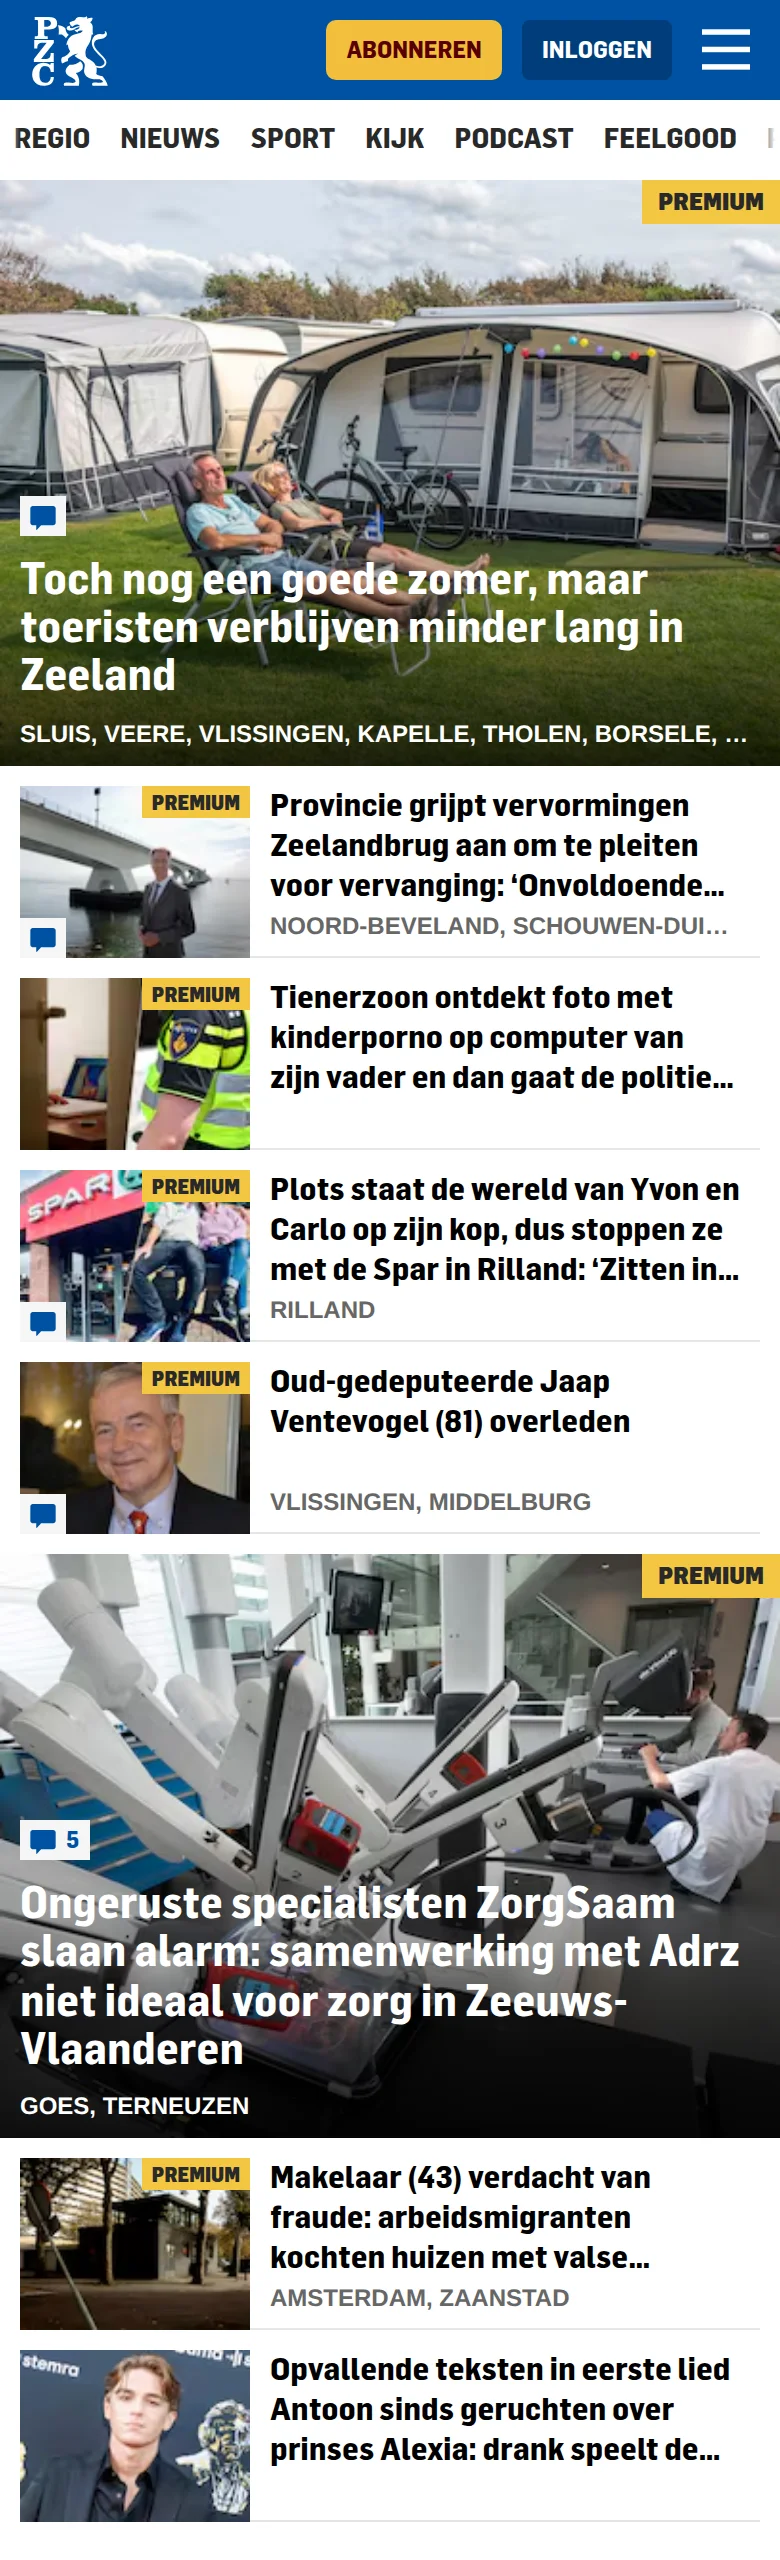 PZC
ABONNEREN
INLOGGEN
REGIO NIEUWS SPORT KIJK PODCAST FEELGOOD
PREMIUM
Toch nog een goede zomer, maar
toeristen verblijven minder lang in
Zeeland
SLUIS, VEERE, VLISSINGEN, KAPELLE, THOLEN, BORSELE, ...
PREMIUM
Provincie grijpt vervormingen
Zeelandbrug aan om te pleiten
voor vervanging: ‘Onvoldoende...
NOORD-BEVELAND, SCHOUWEN-DUI...
PREMIUM
Tienerzoon ontdekt foto met
kinderporno op computer van
zijn vader en dan gaat de politie...
SPAR
PREMIUM
Plots staat de wereld van Yvon en
Carlo op zijn kop, dus stoppen ze
met de Spar in Rilland: ‘Zitten in...
RILLAND
PREMIUM
Oud-gedeputeerde Jaap
Ventevogel (81) overleden
VLISSINGEN, MIDDELBURG
PREMIUM
5
Ongeruste specialisten ZorgSaam
slaan alarm: samenwerking met Adrz
niet ideaal voor zorg in Zeeuws-
Vlaanderen
GOES, TERNEUZEN
PREMIUM
Makelaar (43) verdacht van
fraude: arbeidsmigranten
kochten huizen met valse...
AMSTERDAM, ZAANSTAD
stemra
Opvallende teksten in eerste lied
Antoon sinds geruchten over
prinses Alexia: drank speelt de...